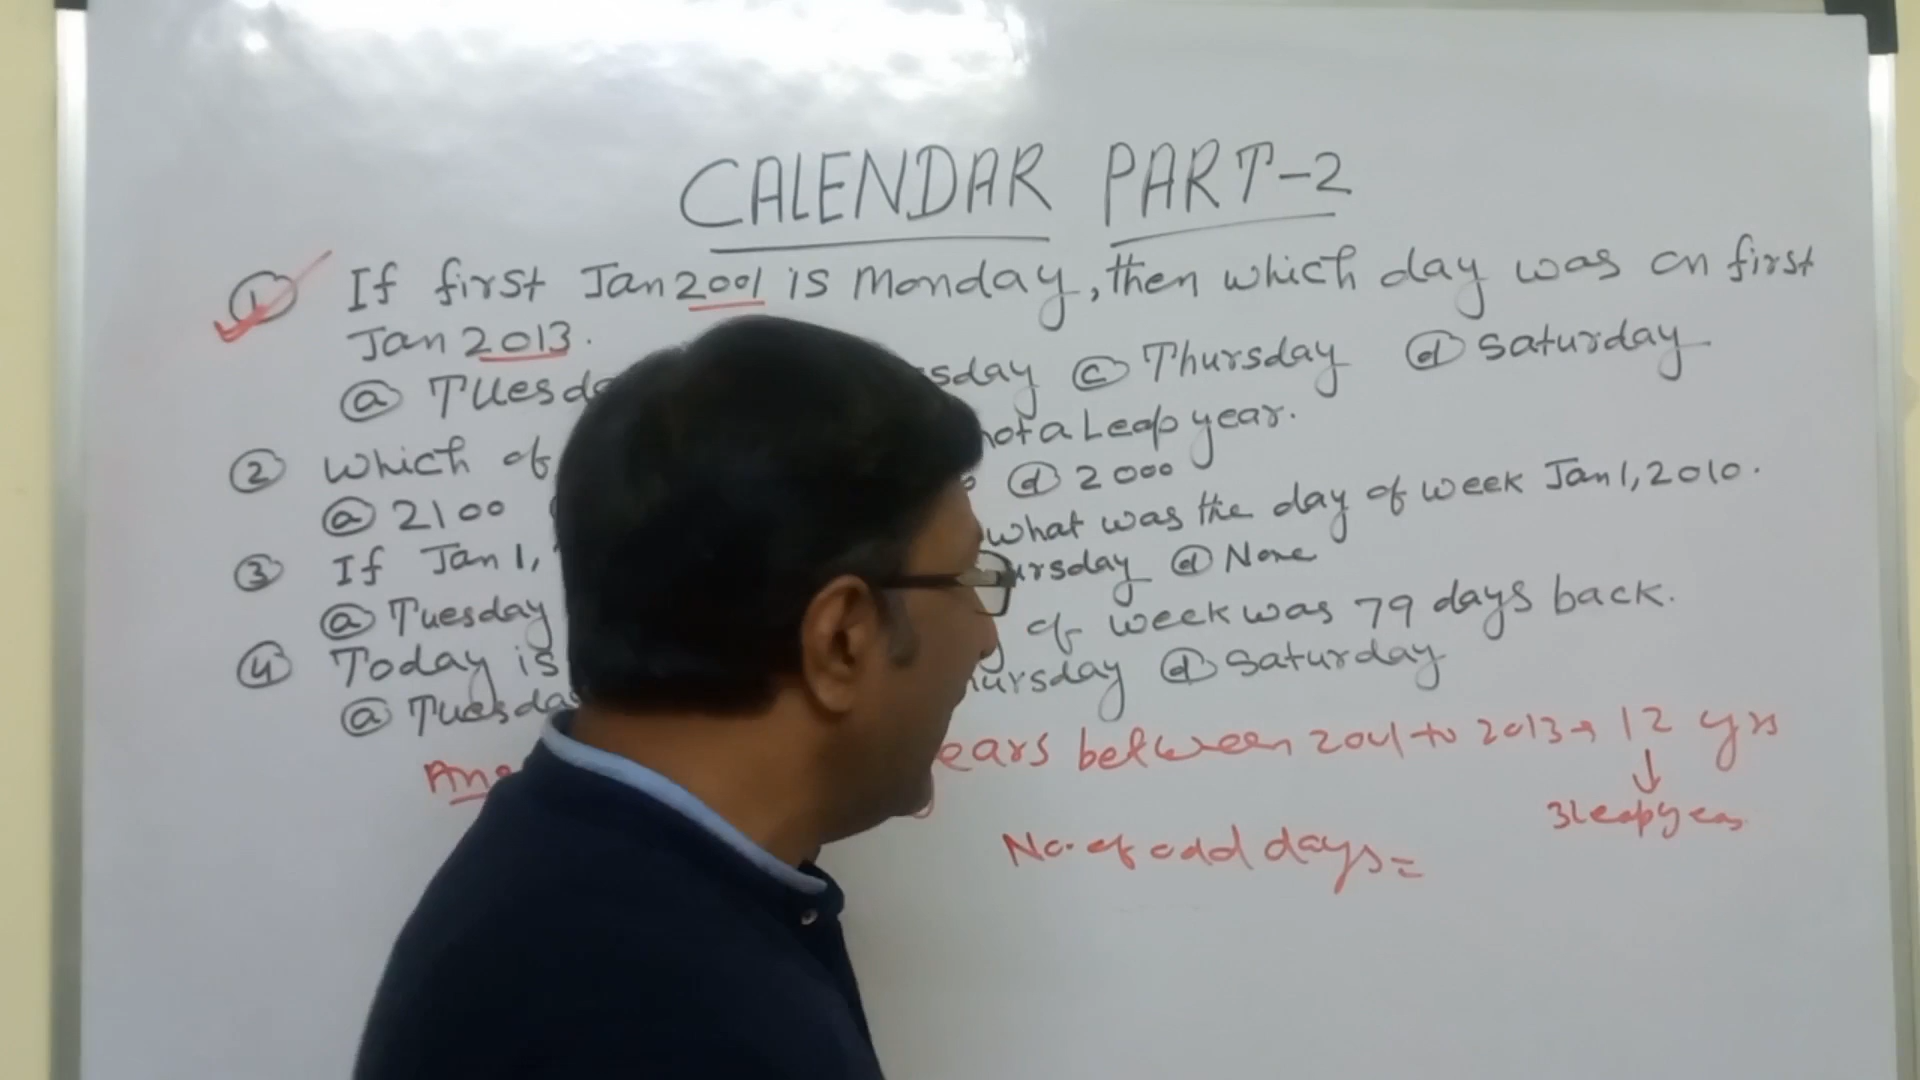 CALENDAR PART-2
① If first Jan 2001 is Monday, then which day was on first
Jan 2013.
ⓐ Tuesda sday ⓒ Thursday ⓓ Saturday
② Which of not a Leap year.
ⓐ 2100 ⓓ 2000
③ If Jan 1, what was the day of week Jan 1, 2010.
ⓐ Tuesday ursday ⓓ None
④ Today is of week was 79 days back.
ⓐ Tuesda ursday ⓓ Saturday
Ans ears between 2001 to 2013 → 12 yrs
↓
3 Leap years
No. of odd days =